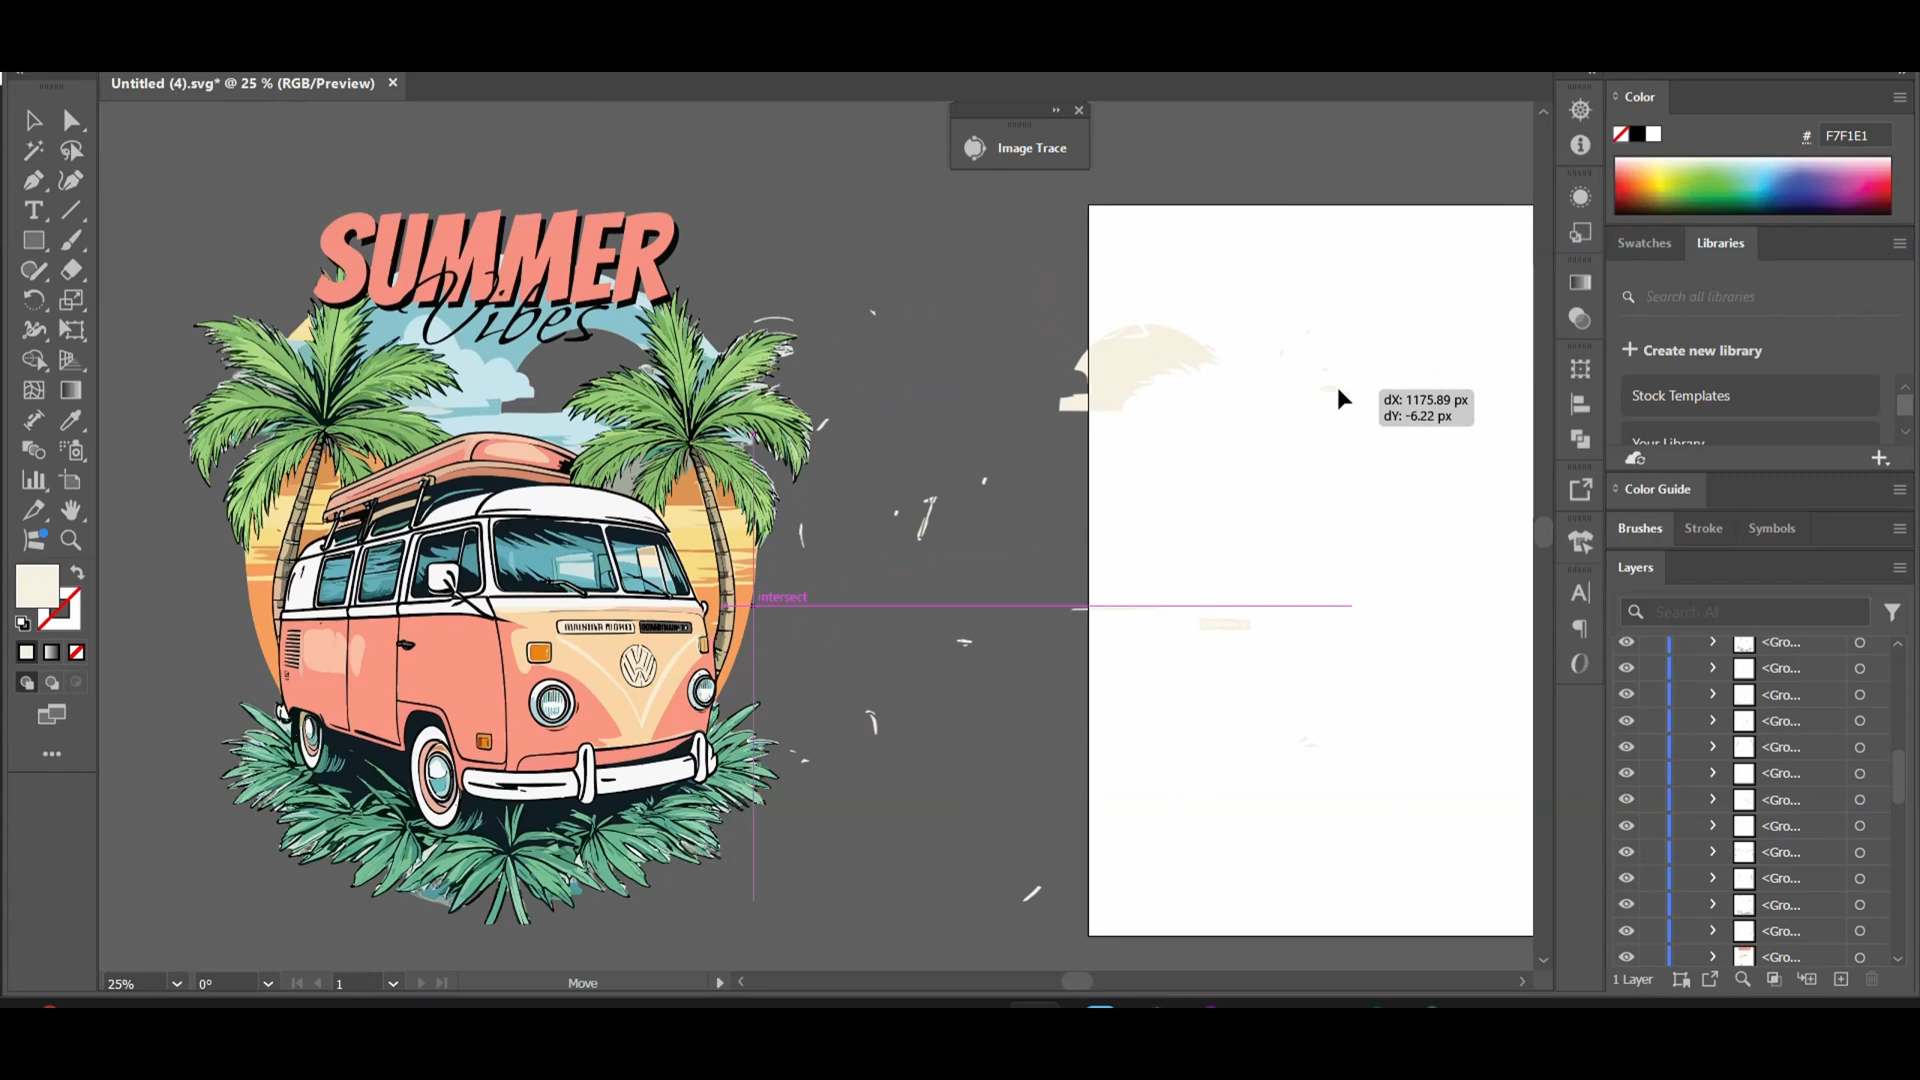 Untitled (4).svg* @ 25 % (RGB/Preview)
Image Trace
Color
# F7F1E1
Swatches
Libraries
Search all libraries
Create new library
Stock Templates
Your Library
Color Guide
Brushes
Stroke
Symbols
Layers
Search All
<Gro...
<Gro...
<Gro...
<Gro...
<Gro...
<Gro...
<Gro...
<Gro...
<Gro...
<Gro...
<Gro...
<Gro...
<Gro...
1 Layer
SUMMER
Vibes
dX: 1175.89 px
dY: -6.22 px
intersect
25%
0°
1
Move